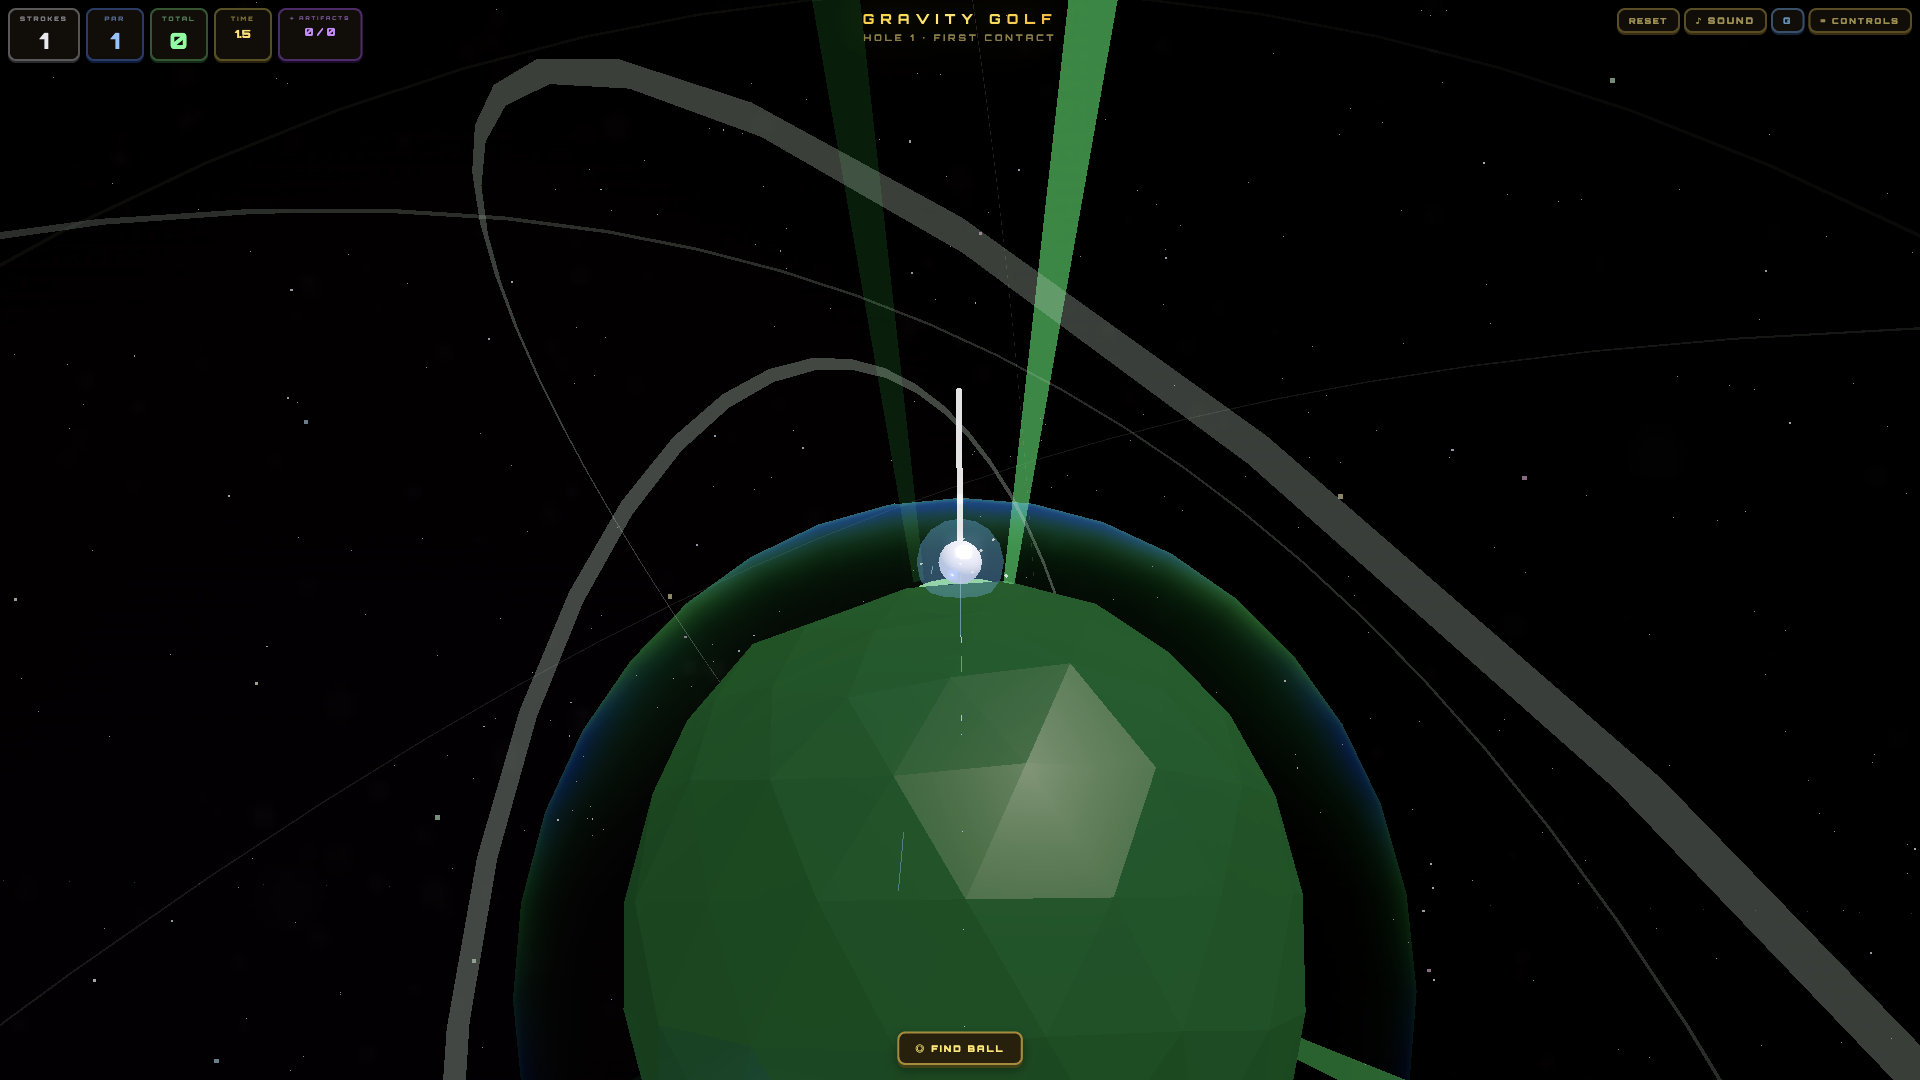 STROKES
1
PAR
1
TOTAL
0
TIME
1.5
ARTIFACTS
0/0
GRAVITY GOLF
HOLE 1 · FIRST CONTACT
RESET
♪ SOUND
G
CONTROLS
FIND BALL